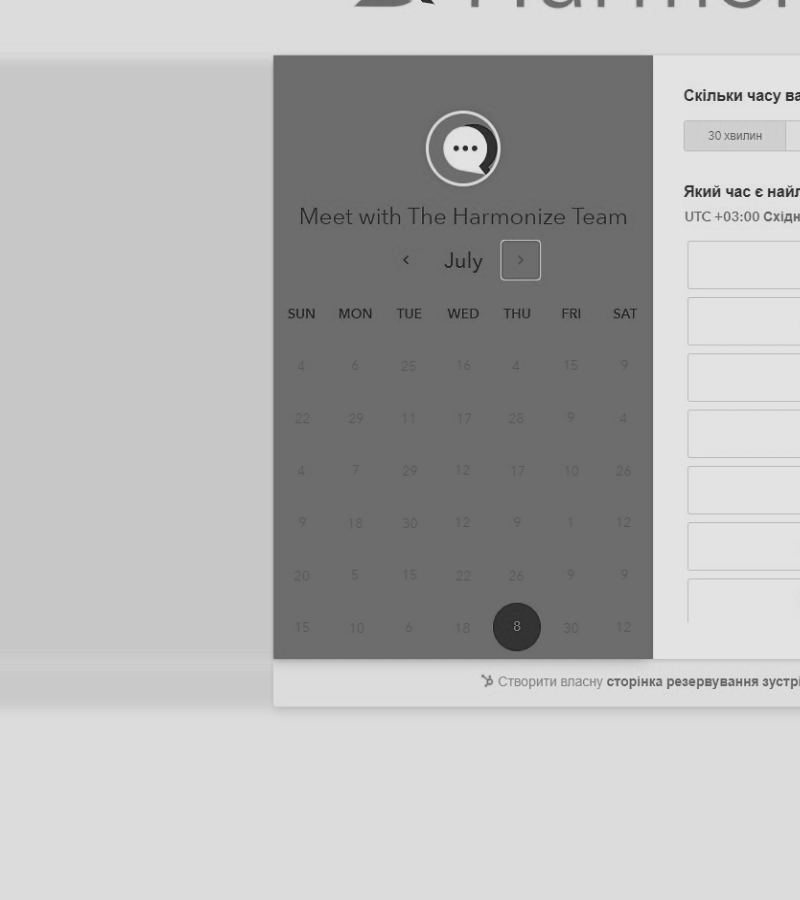 Harmon
Meet with The Harmonize Team
July
SUN MON TUE WED THU FRI SAT
4 6 25 16 4 15 9
22 29 11 17 28 9 4
4 7 29 12 17 10 26
9 18 30 12 9 1 12
20 5 15 22 26 9 9
15 10 6 18 8 30 12
Скільки часу ва
30 хвилин
Який час є найл
UTC +03:00 Східн
Створити власну сторінка резервування зустрі